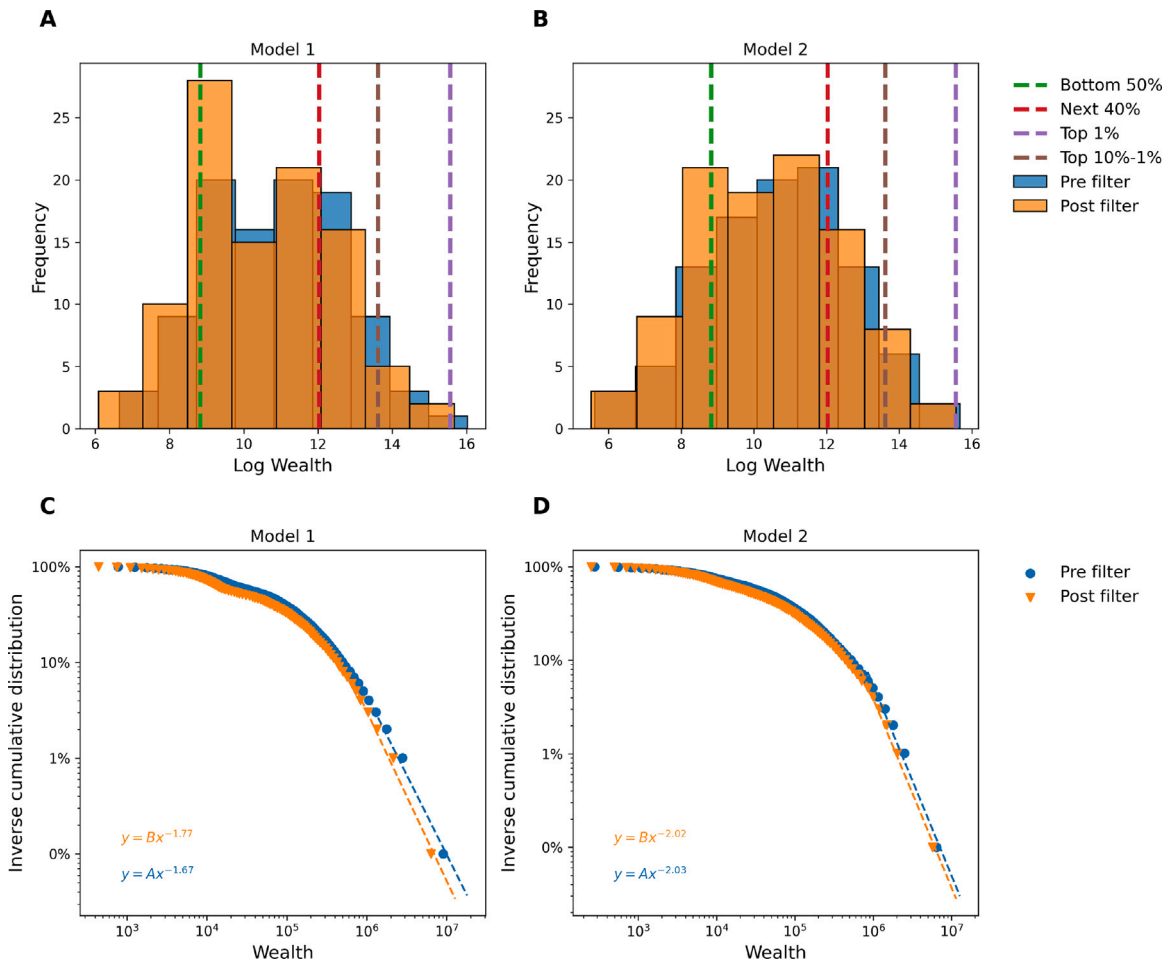 A
Model 1
25
20
15
10
5
0
Frequency
6
8
10
12
14
16
Log Wealth
B
Model 2
25
20
15
10
5
0
Frequency
6
8
10
12
14
16
Log Wealth
Bottom 50%
Next 40%
Top 1%
Top 10%-1%
Pre filter
Post filter
C
Model 1
100%
10%
1%
0%
Inverse cumulative distribution
y = Bx^−1.77
y = Ax^−1.67
10^3
10^4
10^5
10^6
10^7
Wealth
D
Model 2
100%
10%
1%
0%
Inverse cumulative distribution
y = Bx^−2.02
y = Ax^−2.03
10^3
10^4
10^5
10^6
10^7
Wealth
Pre filter
Post filter